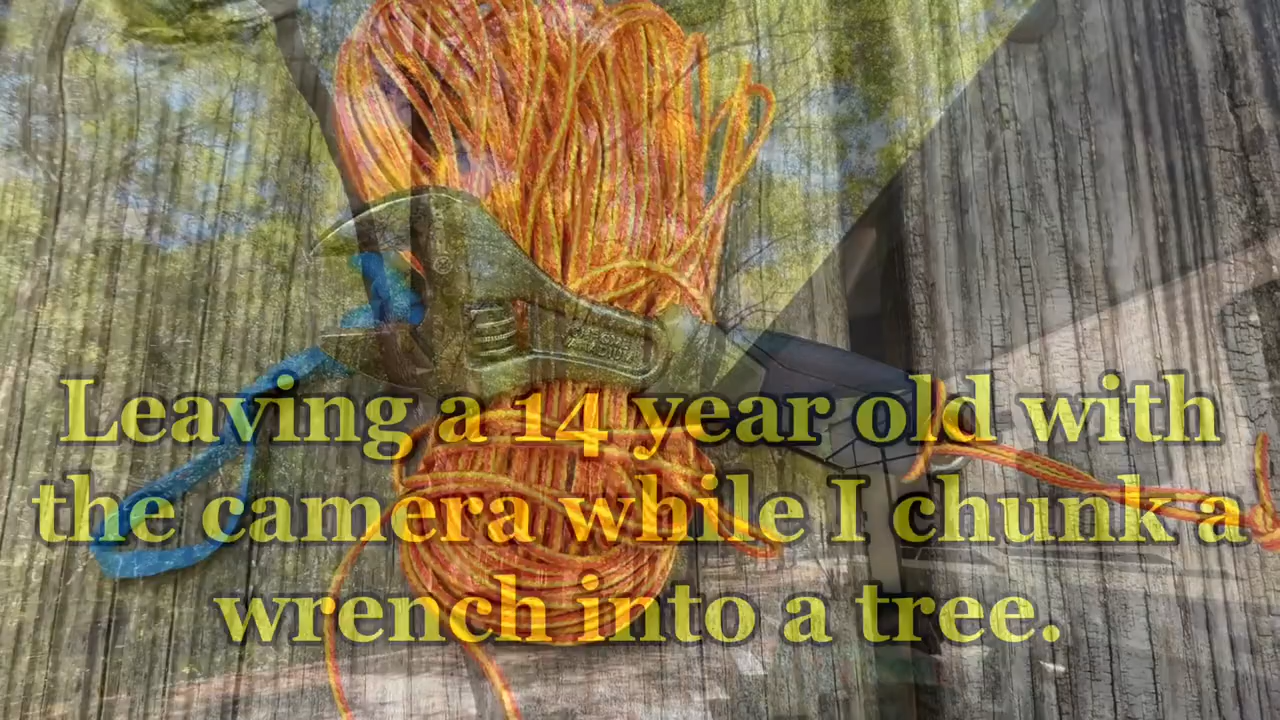 Leaving a 14 year old with
the camera while I chunk a
wrench into a tree.